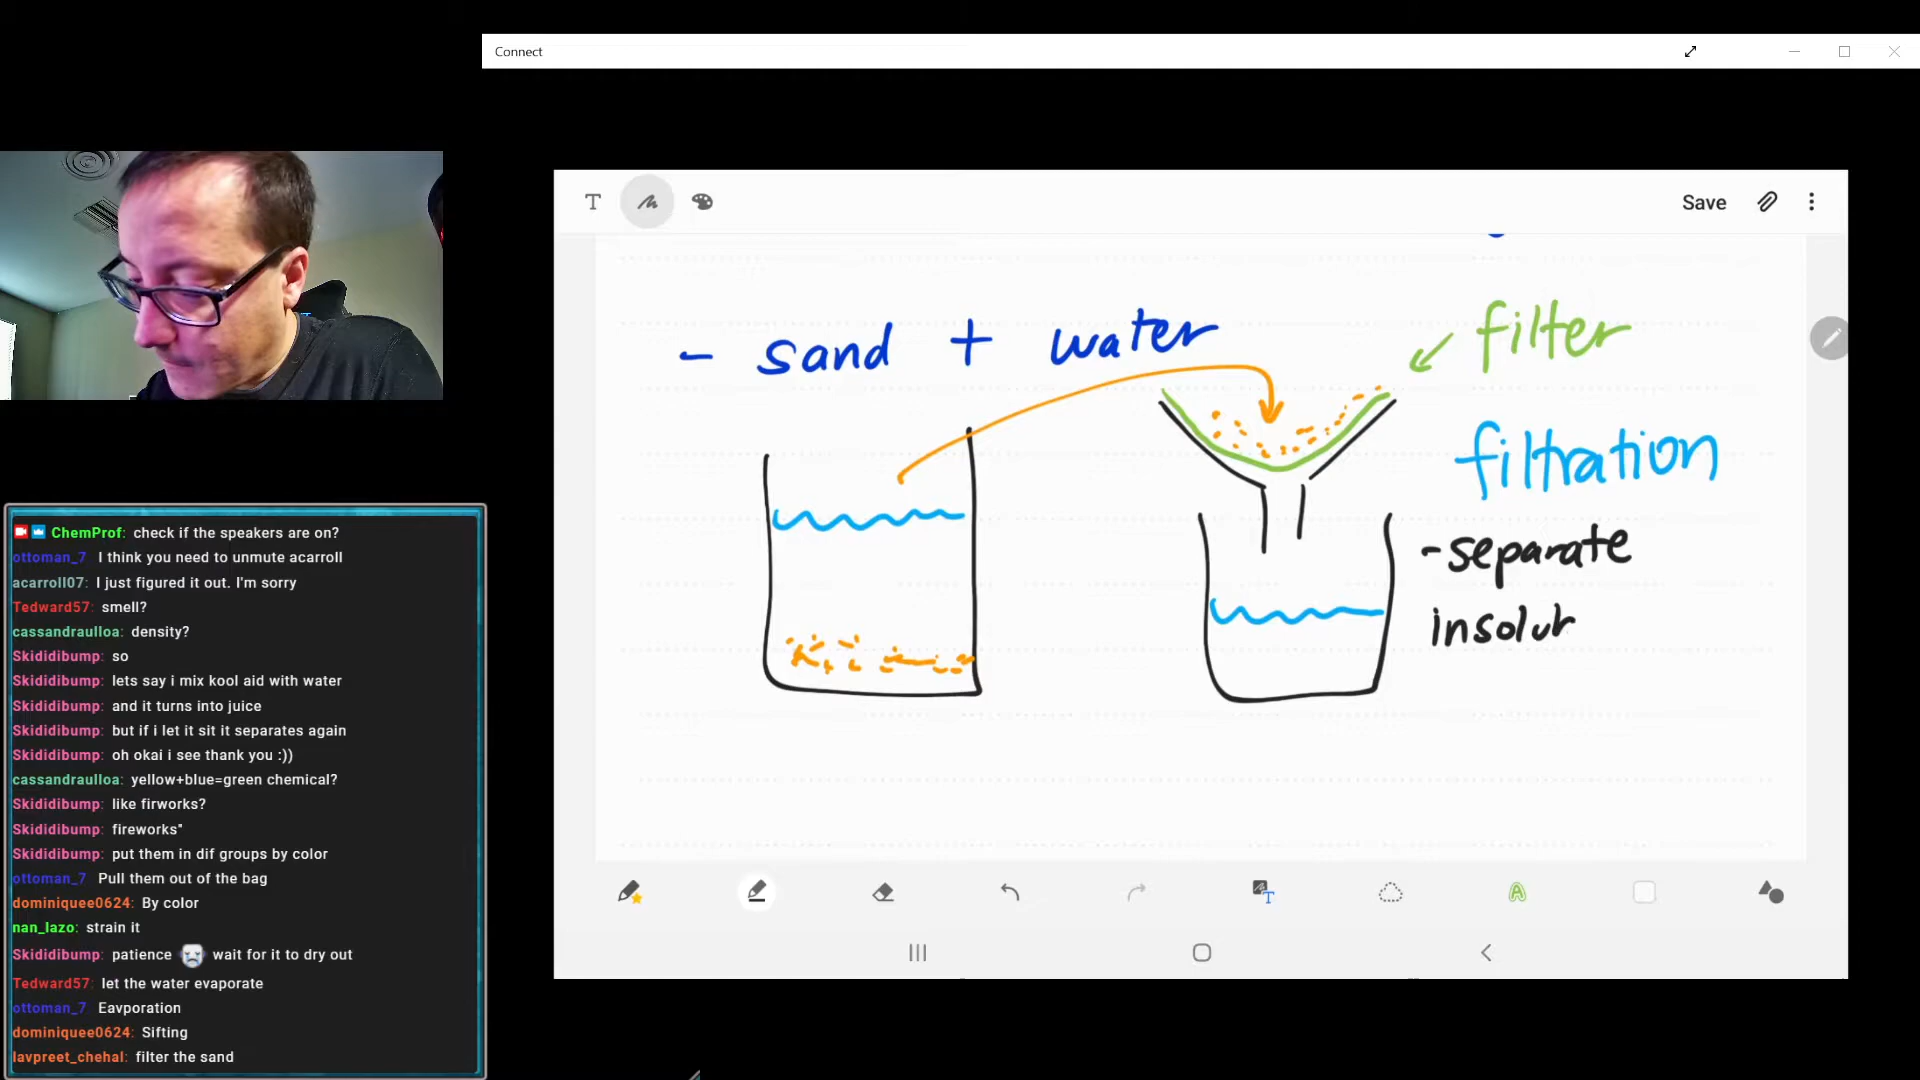 Connect
Save
- sand + water
filter
filtration
-separate
insolub
ChemProf: check if the speakers are on?
ottoman_7 I think you need to unmute acarroll
acarroll07: I just figured it out. I'm sorry
Tedward57: smell?
cassandraulloa: density?
Skididibump: so
Skididibump: lets say i mix kool aid with water
Skididibump: and it turns into juice
Skididibump: but if i let it sit it separates again
Skididibump: oh okai i see thank you :))
cassandraulloa: yellow+blue=green chemical?
Skididibump: like firworks?
Skididibump: fireworks"
Skididibump: put them in dif groups by color
ottoman_7 Pull them out of the bag
dominiquee0624: By color
nan_lazo: strain it
Skididibump: patience wait for it to dry out
Tedward57: let the water evaporate
ottoman_7 Eavporation
dominiquee0624: Sifting
lavpreet_chehal: filter the sand